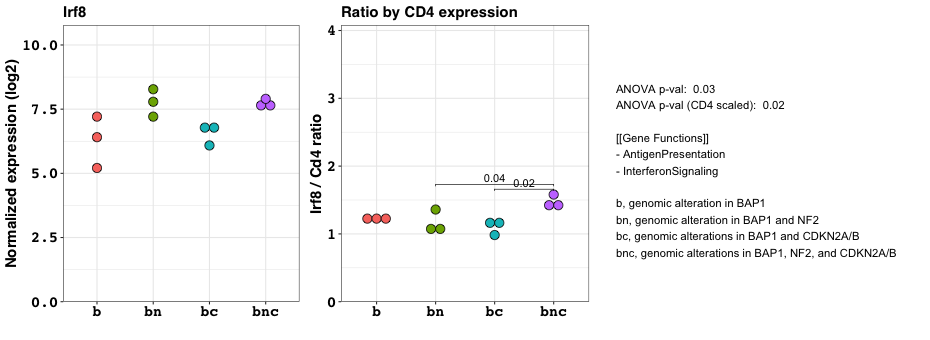 Irf8
Normalized expression (log2)
10.0
7.5
5.0
2.5
0.0
b bn bc bnc
Ratio by CD4 expression
Irf8 / Cd4 ratio
4
3
2
1
0
0.04
0.02
b bn bc bnc
ANOVA p-val: 0.03
ANOVA p-val (CD4 scaled): 0.02
[[Gene Functions]]
- AntigenPresentation
- InterferonSignaling
b, genomic alteration in BAP1
bn, genomic alteration in BAP1 and NF2
bc, genomic alterations in BAP1 and CDKN2A/B
bnc, genomic alterations in BAP1, NF2, and CDKN2A/B